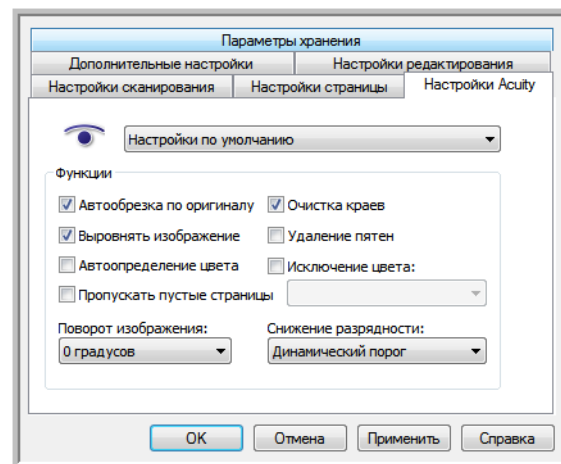 Параметры хранения
Дополнительные настройки Настройки редактирования
Настройки сканирования Настройки страницы Настройки Acuity
Настройки по умолчанию
Функции
Автообрезка по оригиналу Очистка краев
Выровнять изображение Удаление пятен
Автоопределение цвета Исключение цвета:
Пропускать пустые страницы
Поворот изображения: Снижение разрядности:
0 градусов Динамический порог
OK Отмена Применить Справка